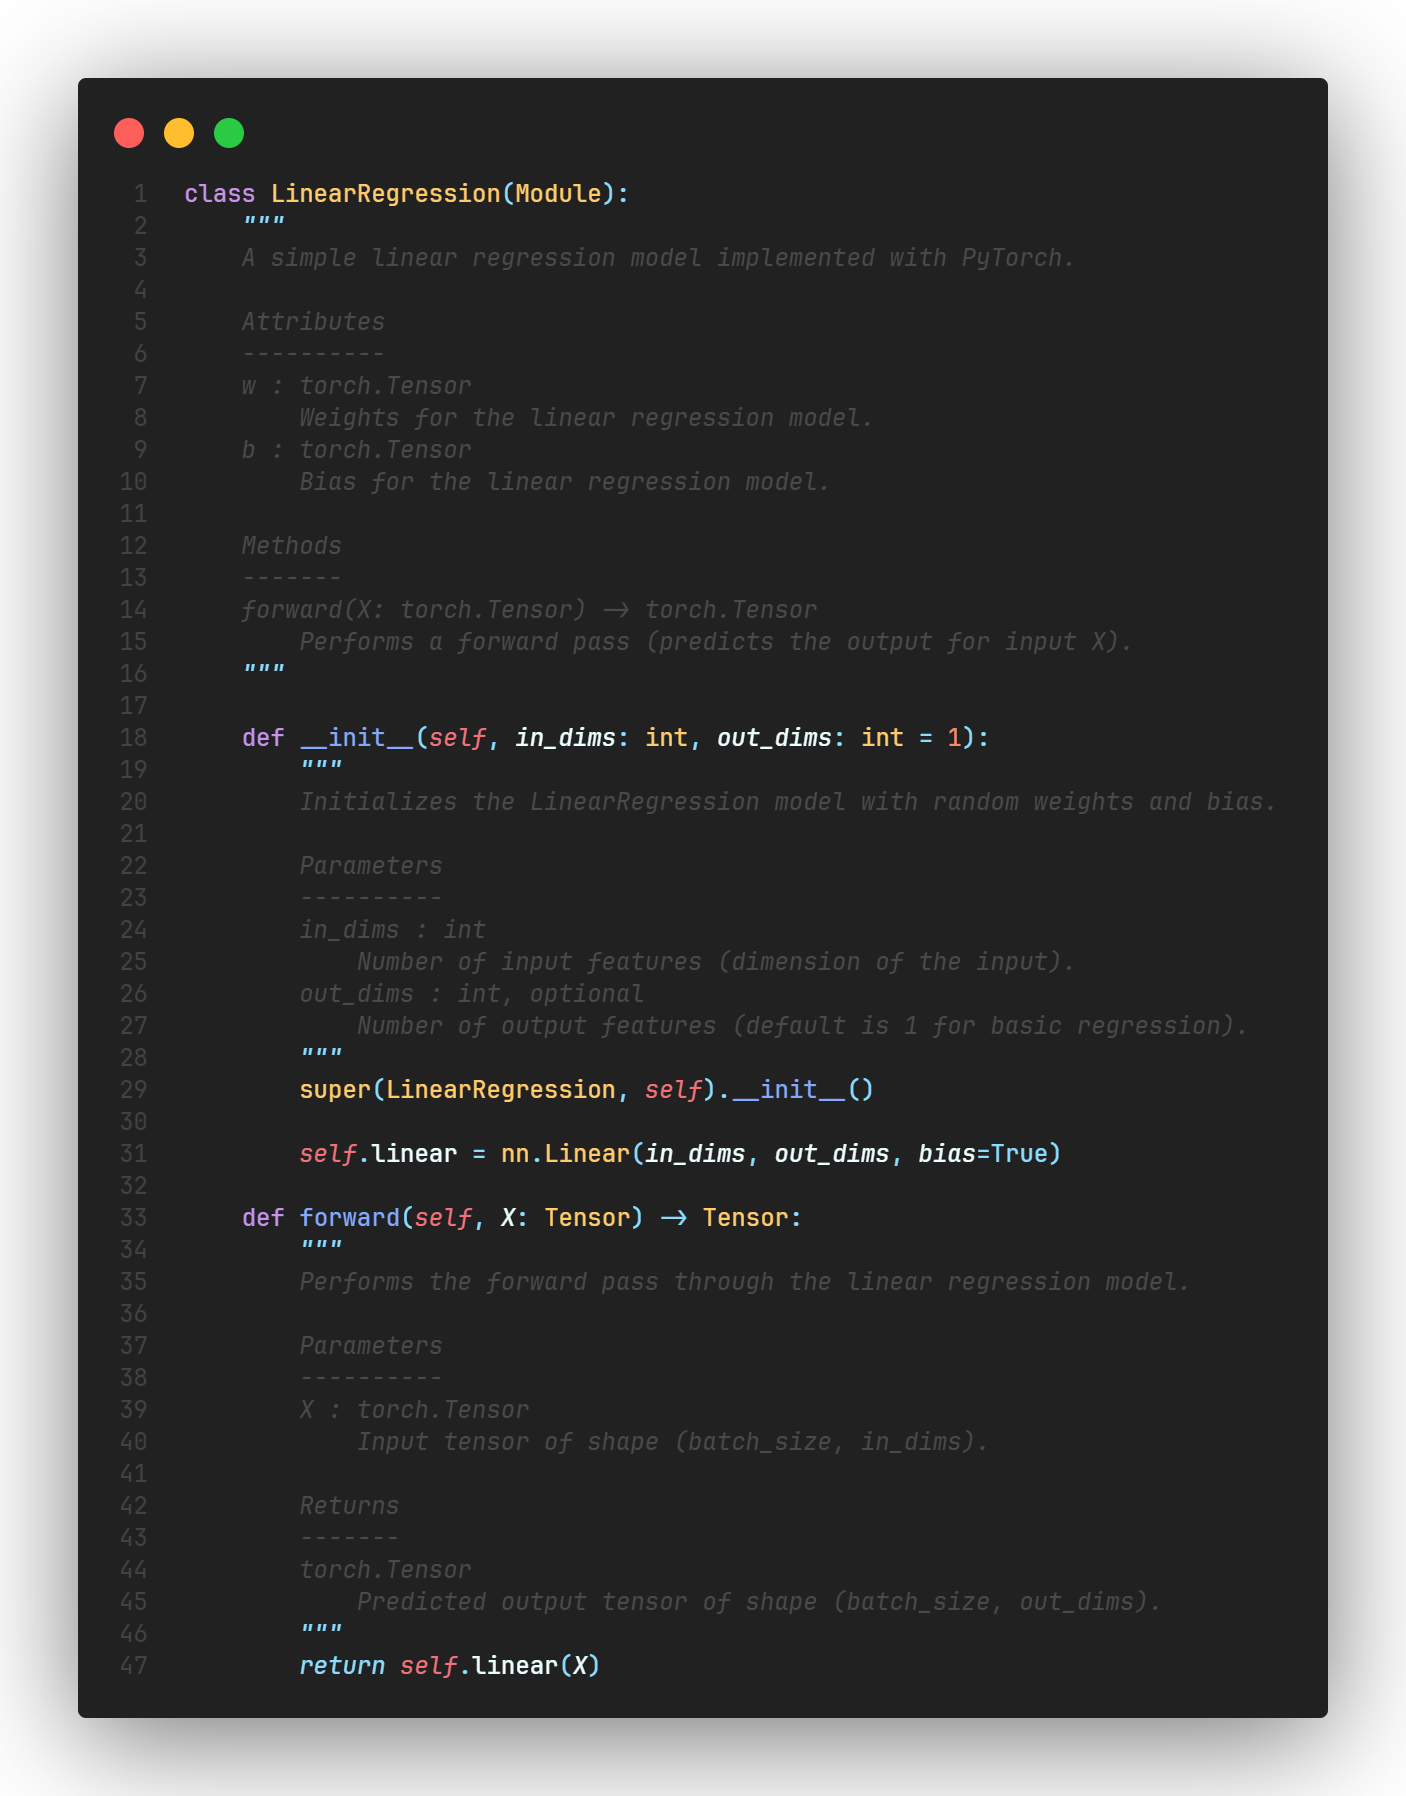 1 class LinearRegression(Module):
2 """
3 A simple linear regression model implemented with PyTorch.
4
5 Attributes
6 ----------
7 w : torch.Tensor
8 Weights for the linear regression model.
9 b : torch.Tensor
10 Bias for the linear regression model.
11
12 Methods
13 -------
14 forward(X: torch.Tensor) -> torch.Tensor
15 Performs a forward pass (predicts the output for input X).
16 """
17
18 def __init__(self, in_dims: int, out_dims: int = 1):
19 """
20 Initializes the LinearRegression model with random weights and bias.
21
22 Parameters
23 ----------
24 in_dims : int
25 Number of input features (dimension of the input).
26 out_dims : int, optional
27 Number of output features (default is 1 for basic regression).
28 """
29 super(LinearRegression, self).__init__()
30
31 self.linear = nn.Linear(in_dims, out_dims, bias=True)
32
33 def forward(self, X: Tensor) -> Tensor:
34 """
35 Performs the forward pass through the linear regression model.
36
37 Parameters
38 ----------
39 X : torch.Tensor
40 Input tensor of shape (batch_size, in_dims).
41
42 Returns
43 -------
44 torch.Tensor
45 Predicted output tensor of shape (batch_size, out_dims).
46 """
47 return self.linear(X)